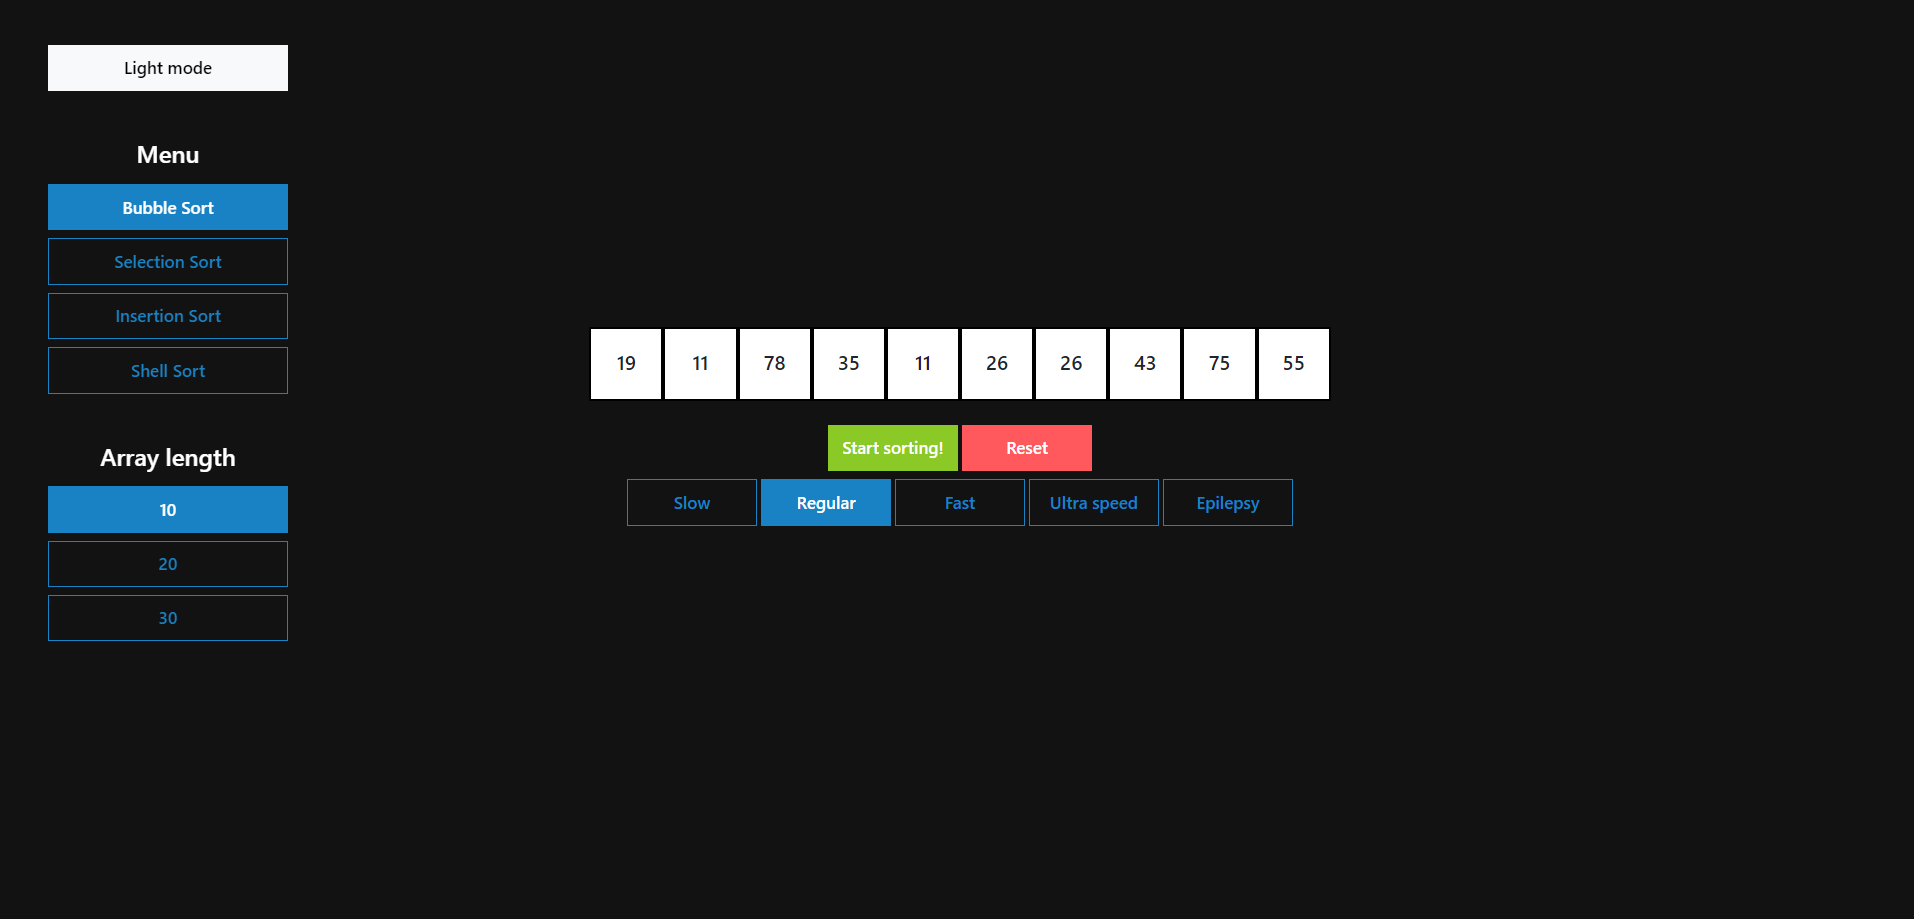 Light mode
Menu
Bubble Sort
Selection Sort
Insertion Sort
Shell Sort
Array length
10
20
30
19 11 78 35 11 26 26 43 75 55
Start sorting! Reset
Slow Regular Fast Ultra speed Epilepsy